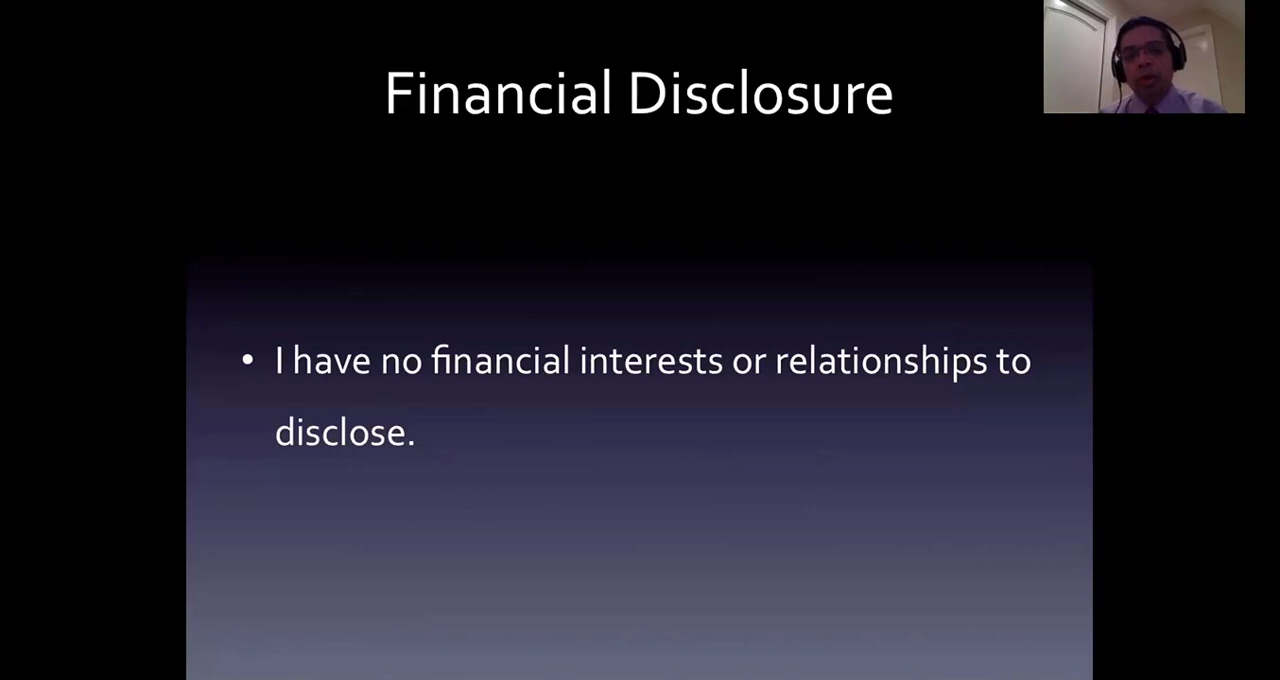 Financial Disclosure
• I have no financial interests or relationships to
disclose.